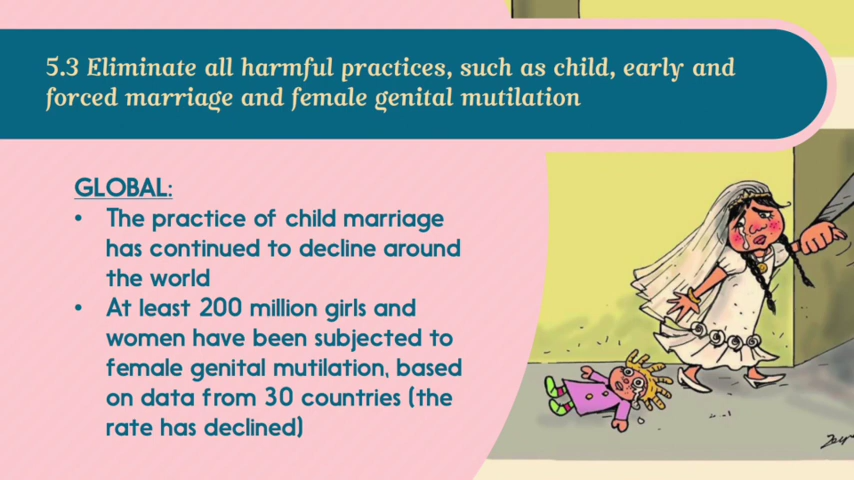 5.3 Eliminate all harmful practices, such as child, early and
forced marriage and female genital mutilation
GLOBAL:
• The practice of child marriage
has continued to decline around
the world
• At least 200 million girls and
women have been subjected to
female genital mutilation, based
on data from 30 countries (the
rate has declined)